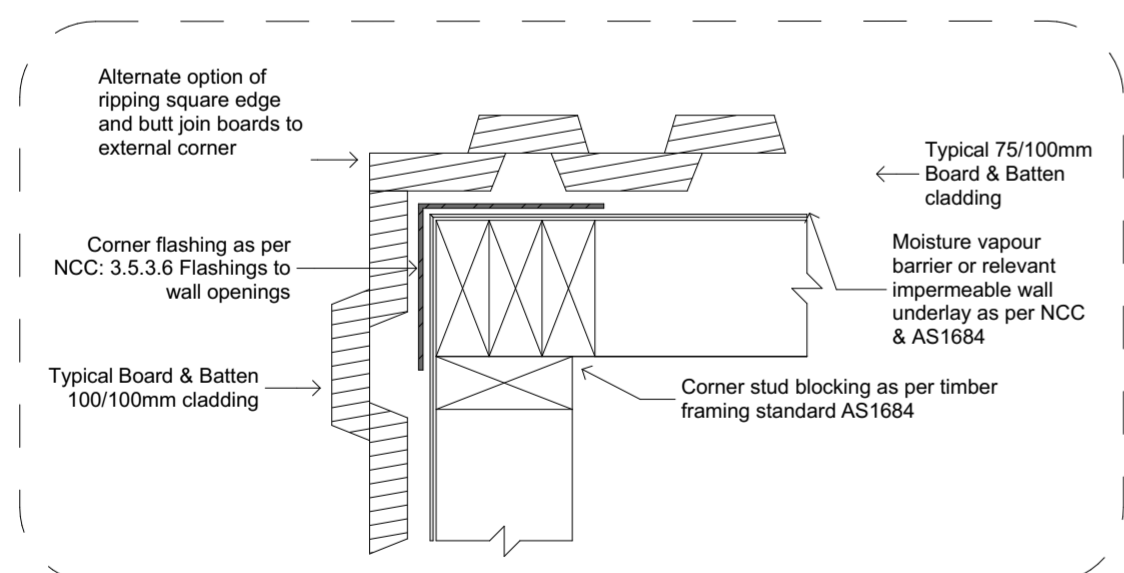 Alternate option of
ripping square edge
and butt join boards to
external corner
Typical 75/100mm
Board & Batten
cladding
Corner flashing as per
NCC: 3.5.3.6 Flashings to
wall openings
Moisture vapour
barrier or relevant
impermeable wall
underlay as per NCC
& AS1684
Typical Board & Batten
100/100mm cladding
Corner stud blocking as per timber
framing standard AS1684